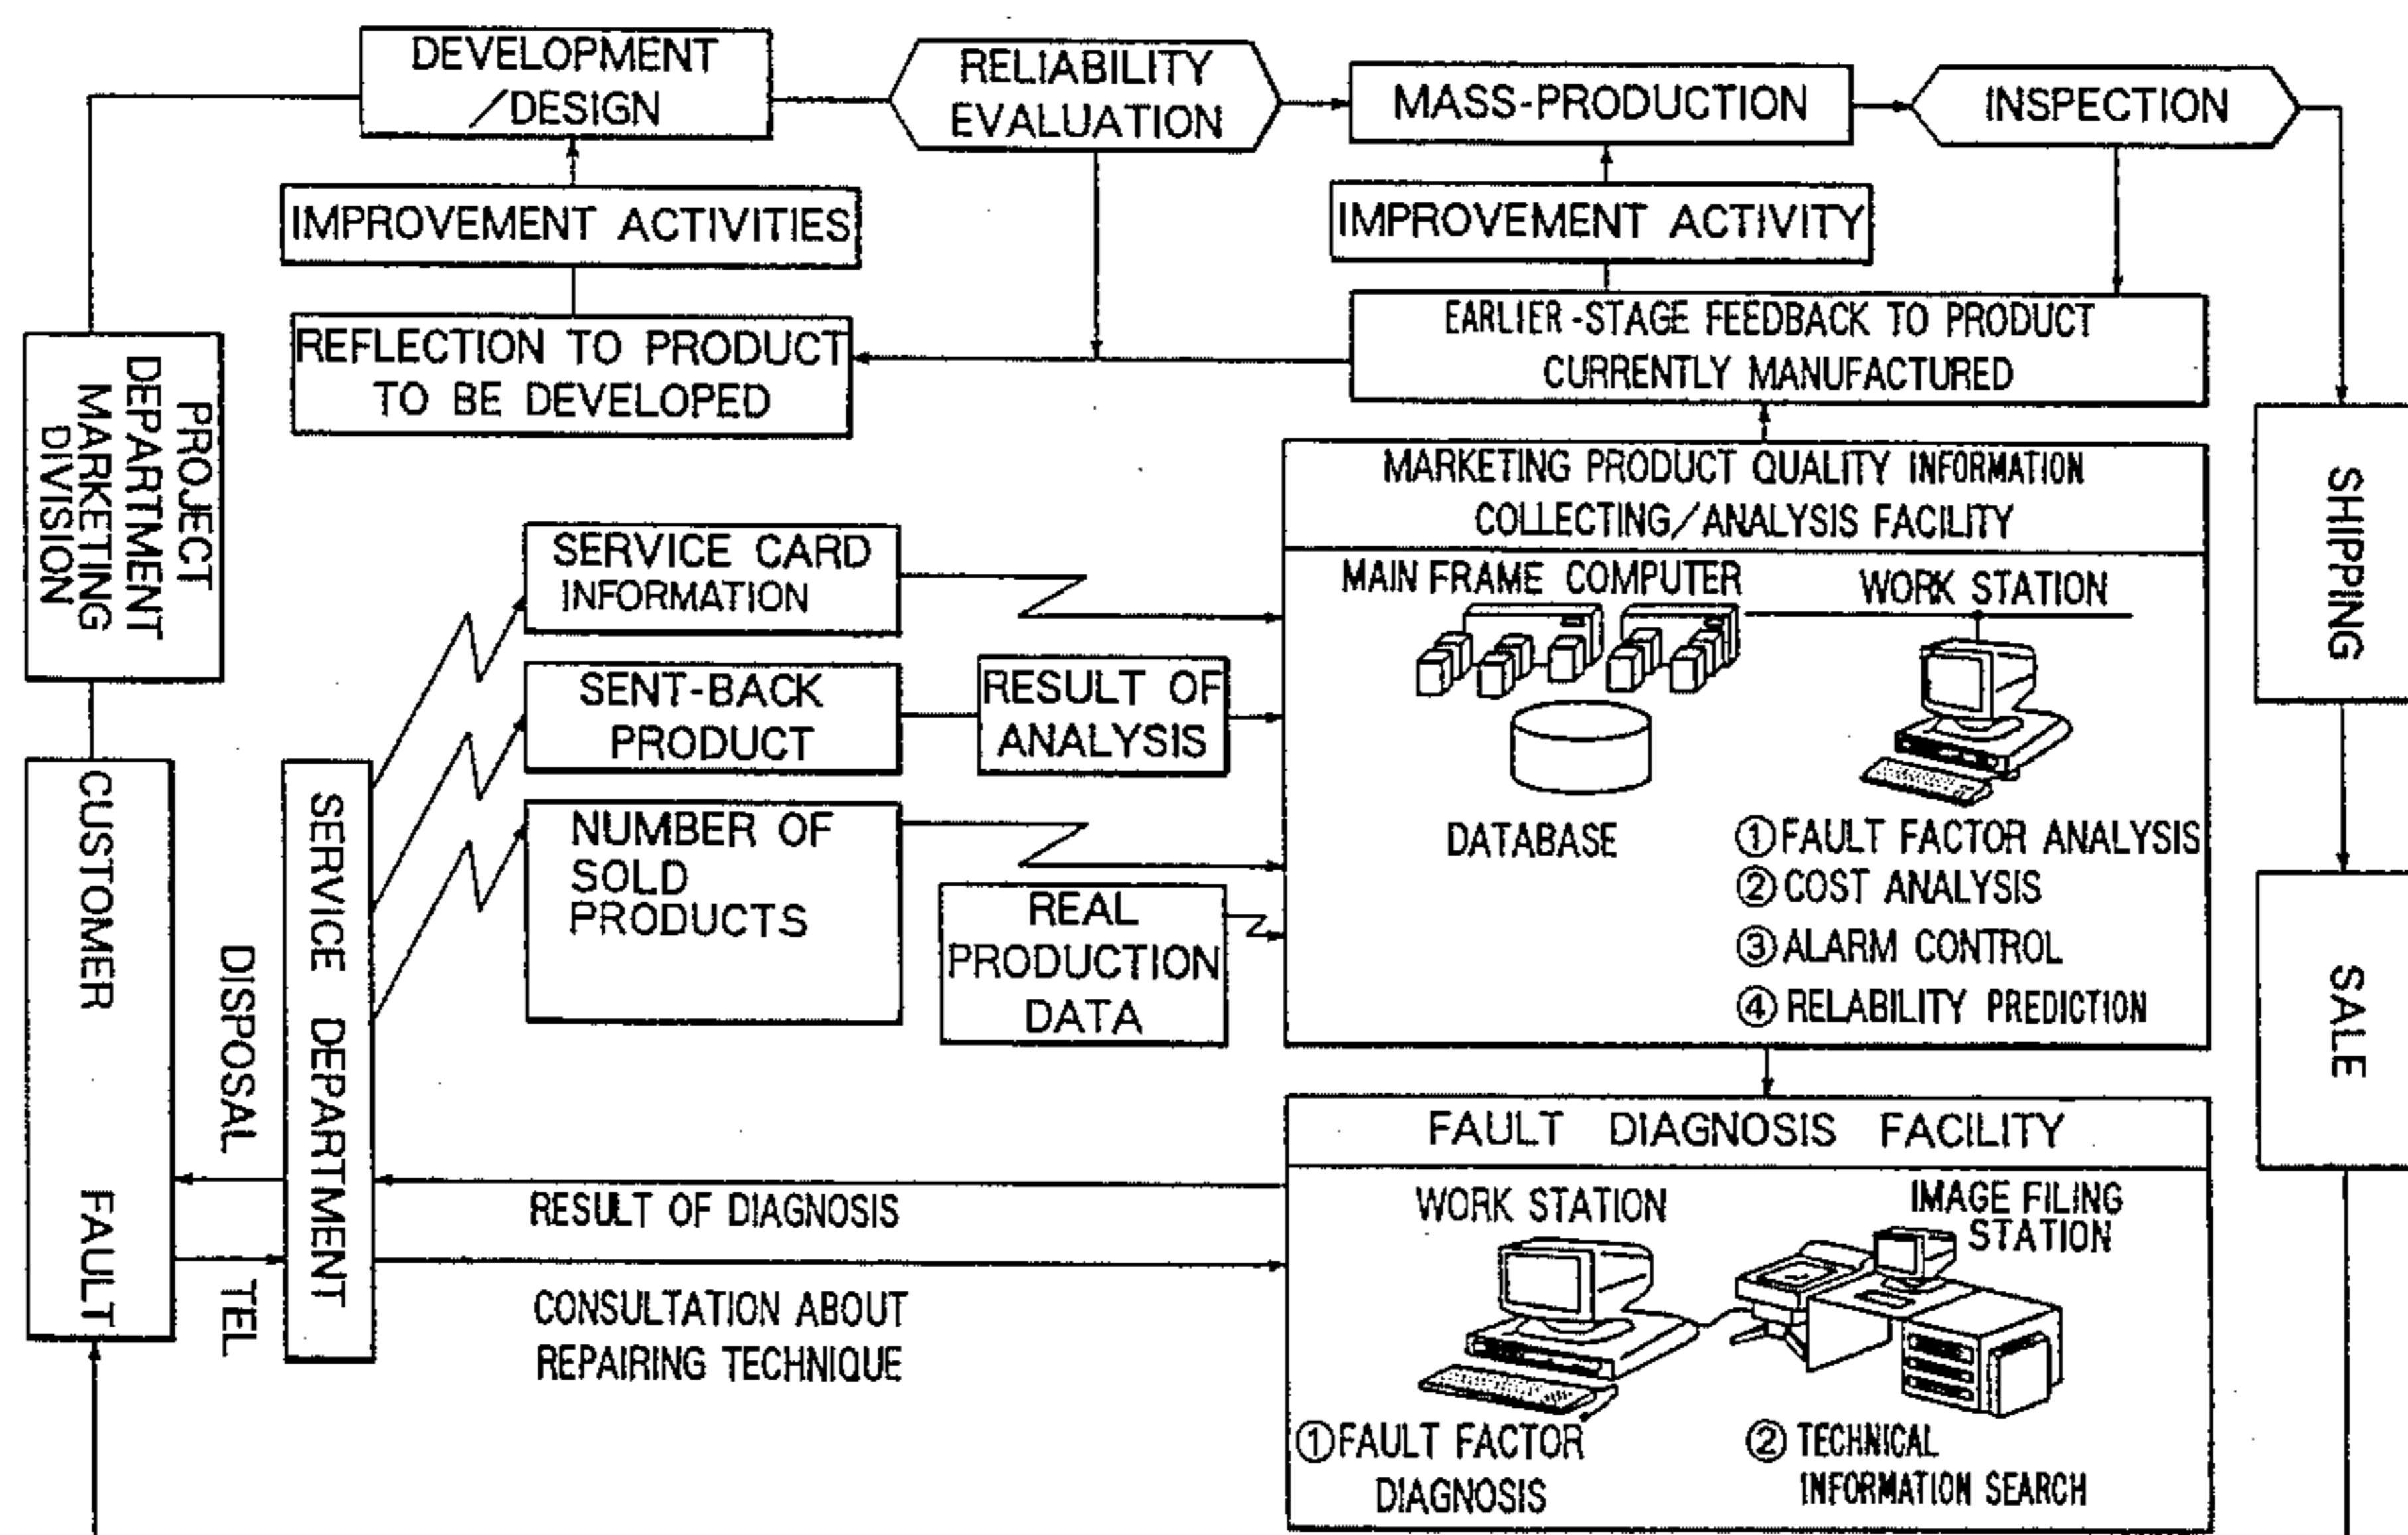 DEVELOPMENT
/DESIGN
RELIABILITY
EVALUATION
MASS-PRODUCTION
INSPECTION
IMPROVEMENT ACTIVITIES
IMPROVEMENT ACTIVITY
REFLECTION TO PRODUCT
TO BE DEVELOPED
EARLIER-STAGE FEEDBACK TO PRODUCT
CURRENTLY MANUFACTURED
PROJECT
DEPARTMENT
MARKETING
DIVISION
SHIPPING
MARKETING PRODUCT QUALITY INFORMATION
COLLECTING/ANALYSIS FACILITY
MAIN FRAME COMPUTER
WORK STATION
DATABASE
①FAULT FACTOR ANALYSIS
②COST ANALYSIS
③ALARM CONTROL
④RELABILITY PREDICTION
SERVICE CARD
INFORMATION
SENT-BACK
PRODUCT
RESULT OF
ANALYSIS
NUMBER OF
SOLD
PRODUCTS
REAL
PRODUCTION
DATA
CUSTOMER FAULT
DISPOSAL
TEL
SERVICE DEPARTMENT
SALE
RESULT OF DIAGNOSIS
CONSULTATION ABOUT
REPAIRING TECHNIQUE
FAULT DIAGNOSIS FACILITY
WORK STATION
IMAGE FILING
STATION
①FAULT FACTOR
DIAGNOSIS
②TECHNICAL
INFORMATION SEARCH